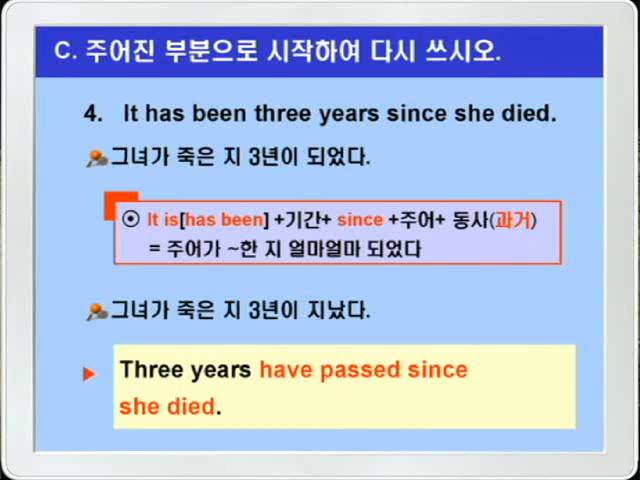 C. 주어진 부분으로 시작하여 다시 쓰시오.
4. It has been three years since she died.
그녀가 죽은 지 3년이 되었다.
⊙ It is[has been] +기간+ since +주어+ 동사(과거)
= 주어가 ~한 지 얼마얼마 되었다
그녀가 죽은 지 3년이 지났다.
Three years have passed since
she died.